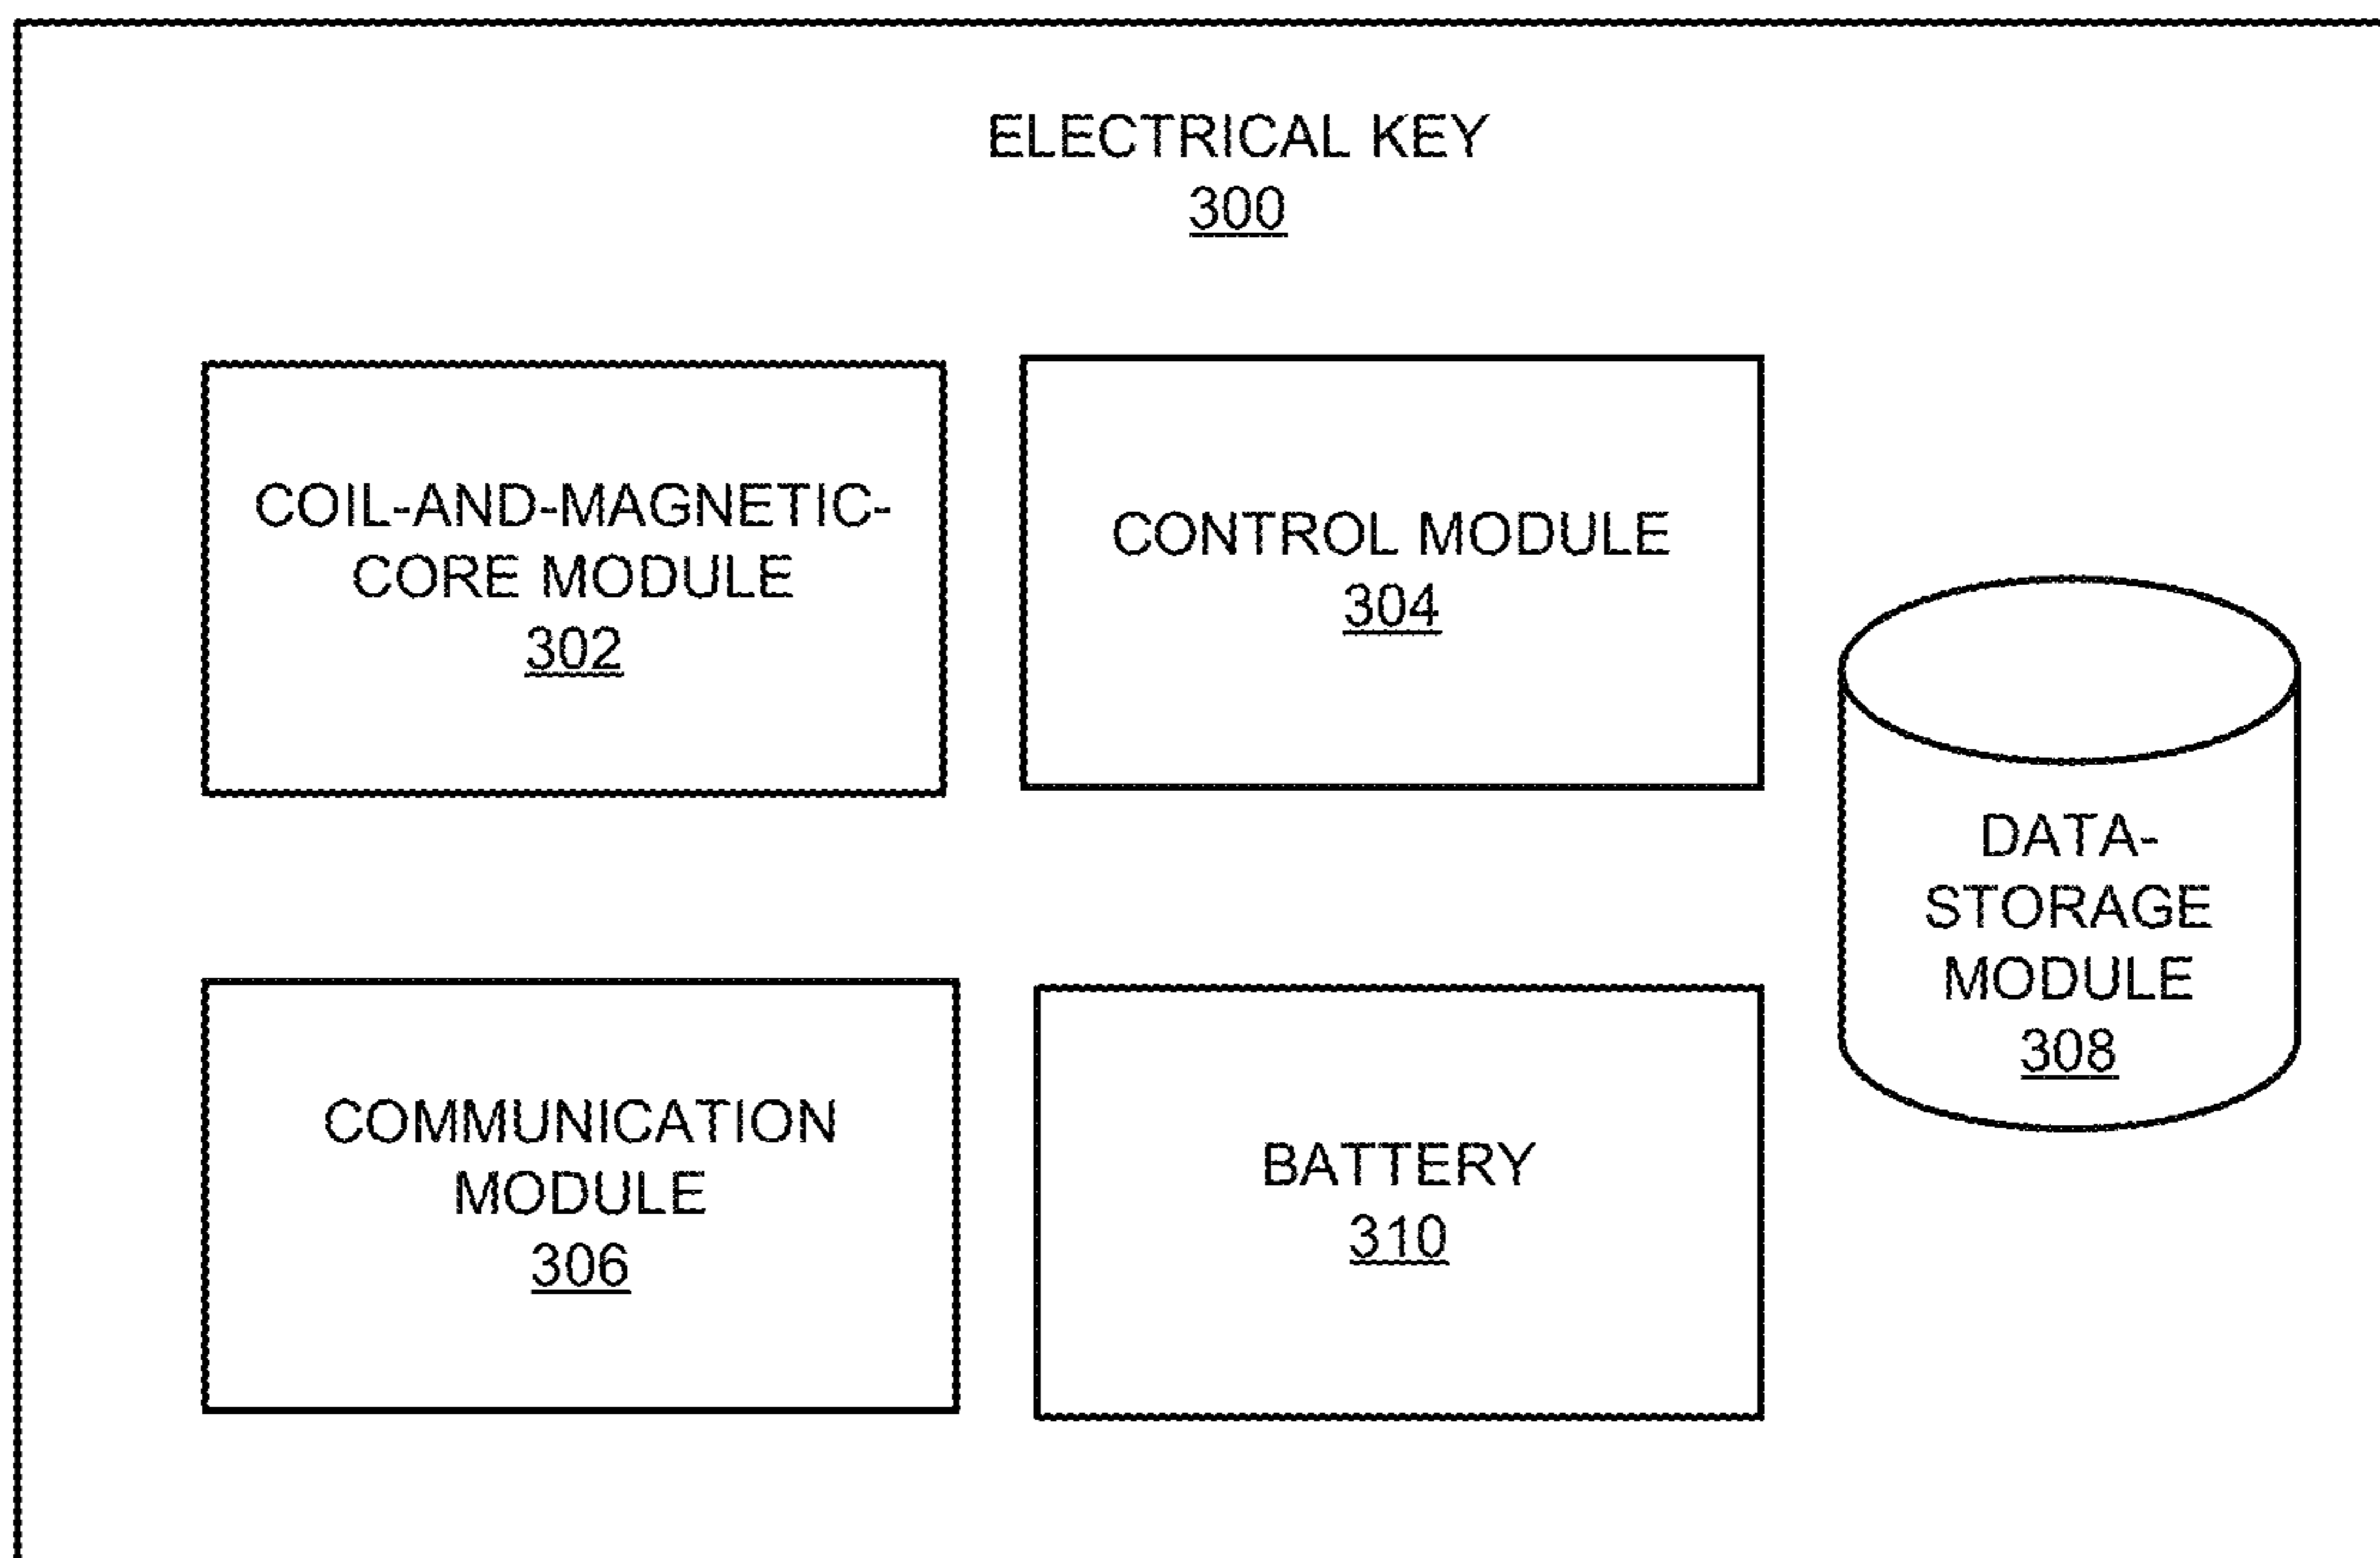 ELECTRICAL KEY
300
COIL-AND-MAGNETIC-
CORE MODULE
302
CONTROL MODULE
304
DATA-
STORAGE
MODULE
308
COMMUNICATION
MODULE
306
BATTERY
310